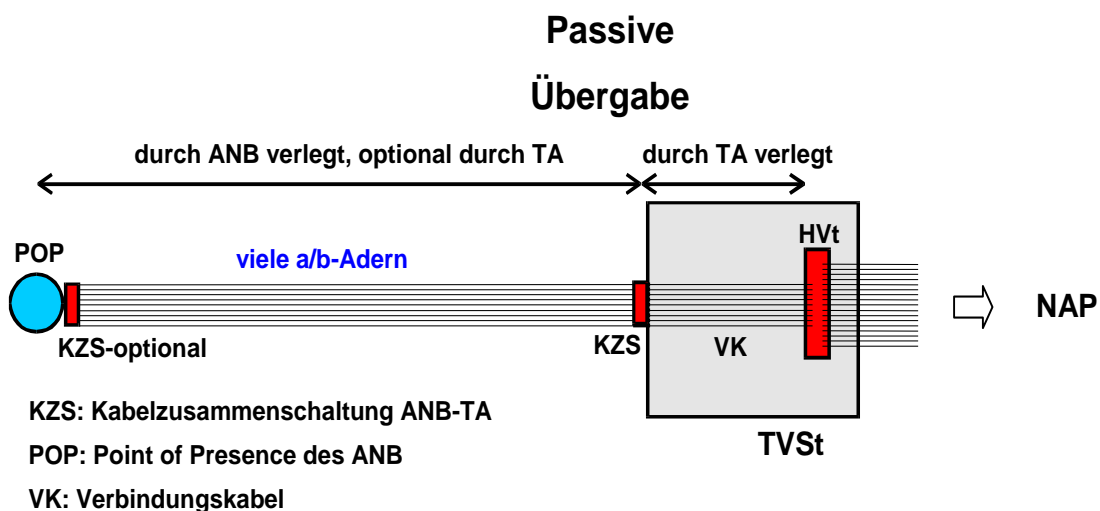 Passive
Übergabe
durch ANB verlegt, optional durch TA
durch TA verlegt
POP
viele a/b-Adern
HVt
NAP
KZS-optional
KZS
VK
KZS: Kabelzusammenschaltung ANB-TA
TVSt
POP: Point of Presence des ANB
VK: Verbindungskabel